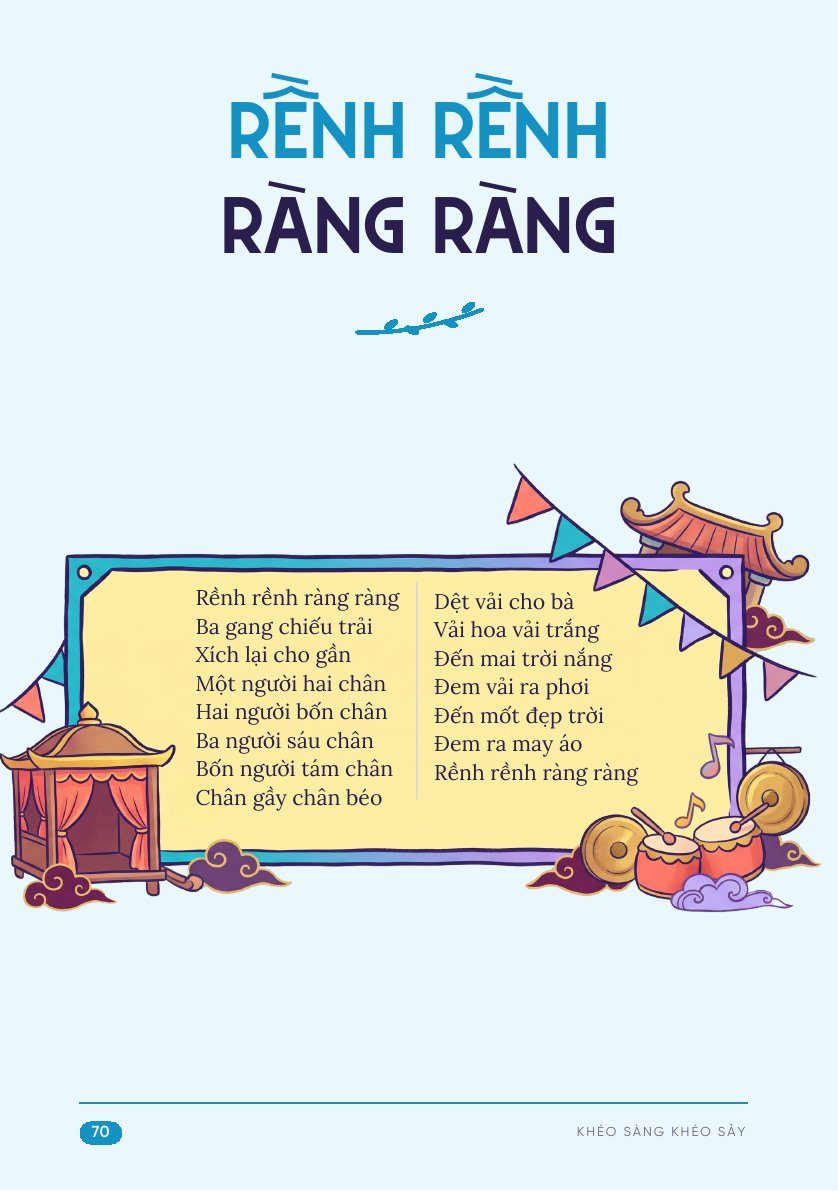 RỀNH RỀNH
RÀNG RÀNG
Rềnh rềnh ràng ràng
Ba gang chiếu trải
Xích lại cho gần
Một người hai chân
Hai người bốn chân
Ba người sáu chân
Bốn người tám chân
Chân gầy chân béo
Dệt vải cho bà
Vải hoa vải trắng
Đến mai trời nắng
Đem vải ra phơi
Đến mốt đẹp trời
Đem ra may áo
Rềnh rềnh ràng ràng
70
KHÉO SÀNG KHÉO SẢY